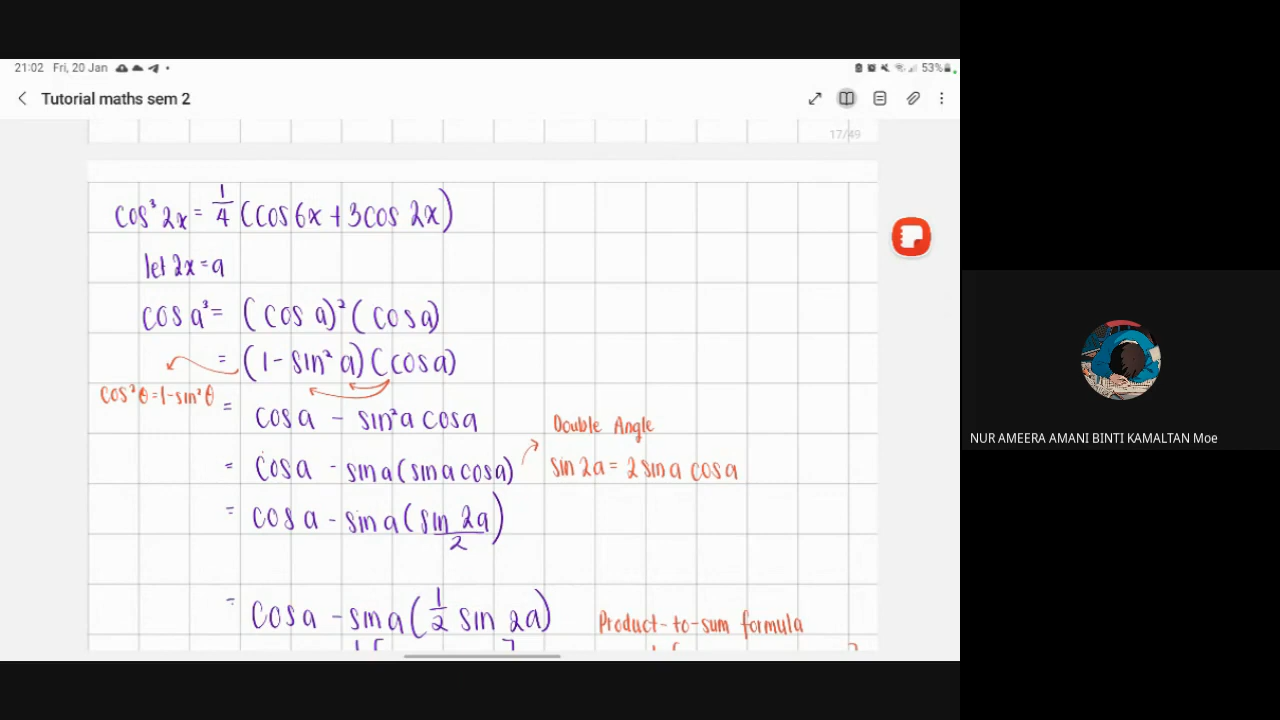 21:02 Fri, 20 Jan 53%
Tutorial maths sem 2
17/49
cos³ 2x = 1/4 (cos 6x + 3cos 2x)
let 2x = a
cos a³ = (cos a)² (cos a)
= (1 - sin² a)(cos a)
cos²θ = 1 - sin²θ
= cos a - sin²a cos a
Double Angle
= cos a - sin a (sin a cos a)
sin 2a = 2 sin a cos a
= cos a - sin a (sin 2a / 2)
= cos a - sin a (1/2 sin 2a)
Product-to-sum formula
NUR AMEERA AMANI BINTI KAMALTAN Moe